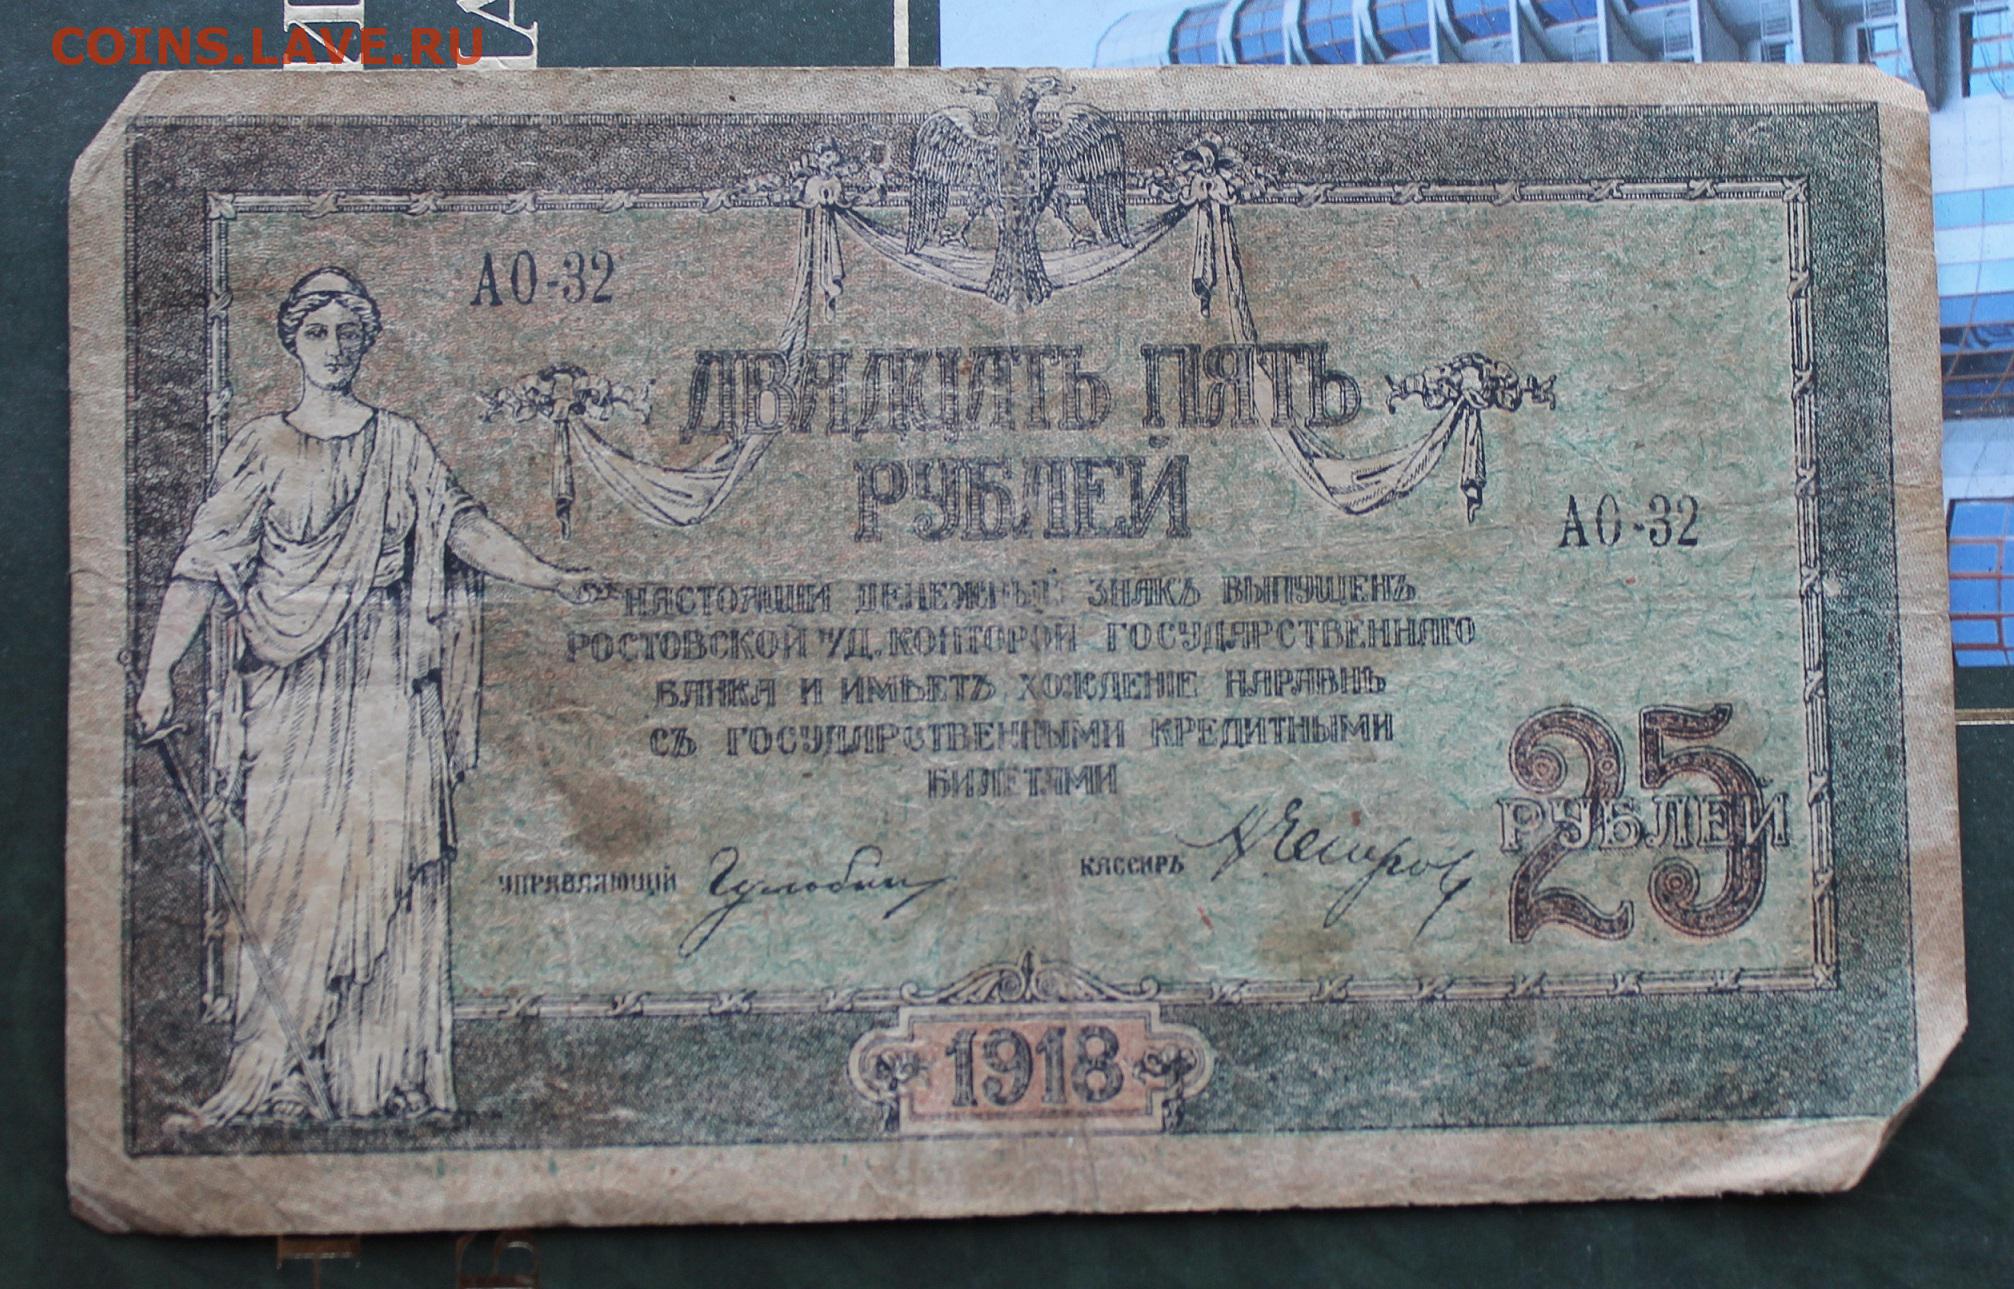 COINS.LAVE.RU
АО-32
ДВАДЦАТЬ ПЯТЬ
РУБЛЕЙ
АО-32
НАСТОЯЩИЙ ДЕНЕЖНЫЙ ЗНАКЪ ВЫПУЩЕНЪ
РОСТОВСКОЙ н/Д. КОНТОРОЙ ГОСУДАРСТВЕННАГО
БАНКА И ИМѢЕТЪ ХОЖДЕНІЕ НАРАВНѢ
СЪ ГОСУДАРСТВЕННЫМИ КРЕДИТНЫМИ
БИЛЕТАМИ
25
РУБЛЕЙ
УПРАВЛЯЮЩІЙ
КАССИРЪ
1918